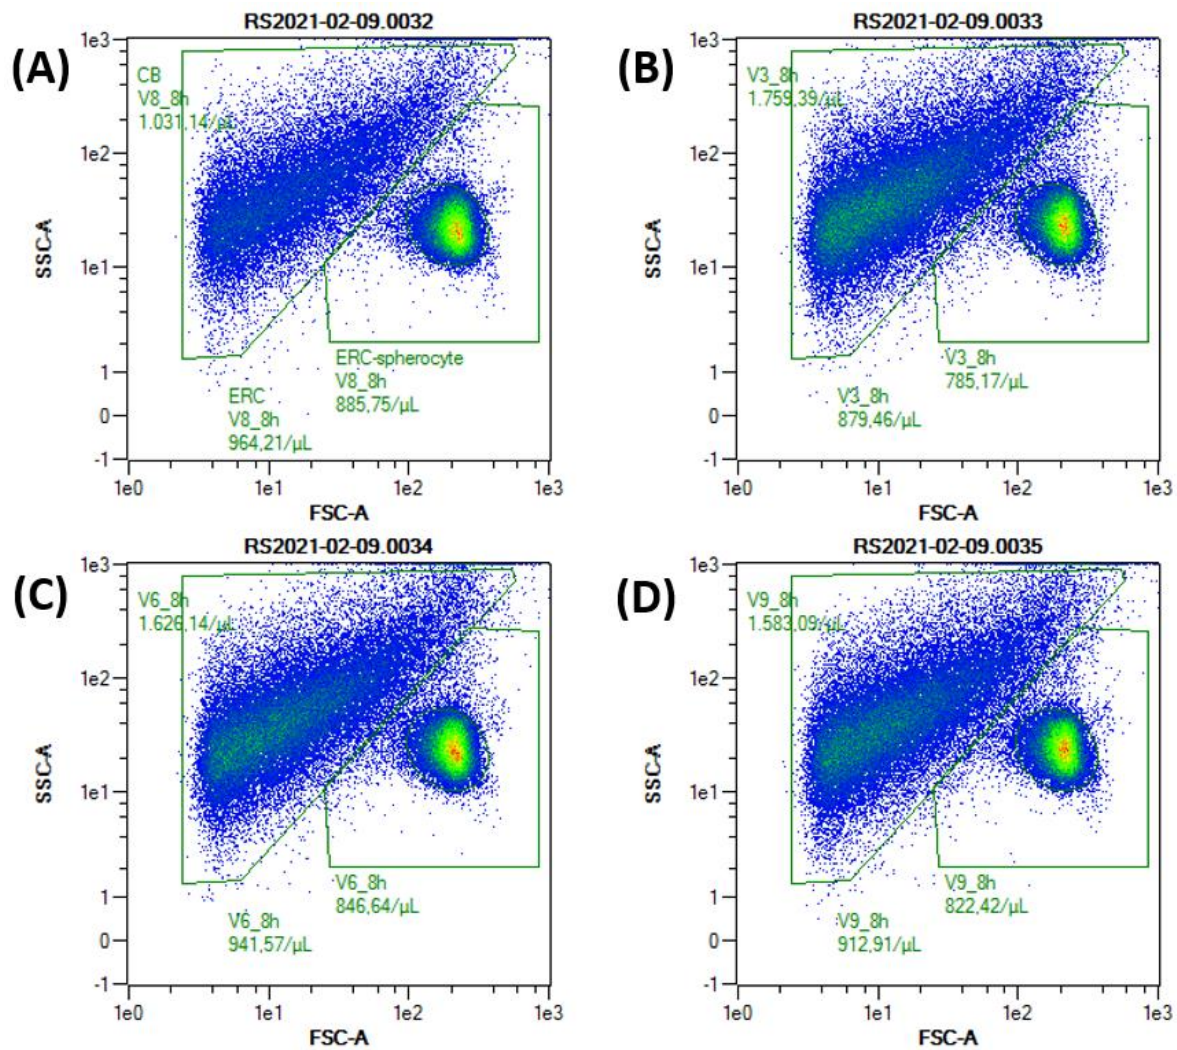 RS2021-02-09.0032
(A)
1e3
CB
V8_8h
1.031,14/µL
1e2
SSC-A
1e1
ERC-spherocyte
V8_8h
885,75/µL
1
ERC
V8_8h
964,21/µL
0
-1
1e0 1e1 1e2 1e3
FSC-A
RS2021-02-09.0033
(B)
1e3
V3_8h
1.759,39/µL
1e2
SSC-A
1e1
1
V3_8h
785,17/µL
V3_8h
879,46/µL
0
-1
1e0 1e1 1e2 1e3
FSC-A
RS2021-02-09.0034
(C)
1e3
V6_8h
1.626,14/µL
1e2
SSC-A
1e1
1
V6_8h
846,64/µL
V6_8h
941,57/µL
0
-1
1e0 1e1 1e2 1e3
FSC-A
RS2021-02-09.0035
(D)
1e3
V9_8h
1.583,09/µL
1e2
SSC-A
1e1
1
V9_8h
822,42/µL
V9_8h
912,91/µL
0
-1
1e0 1e1 1e2 1e3
FSC-A